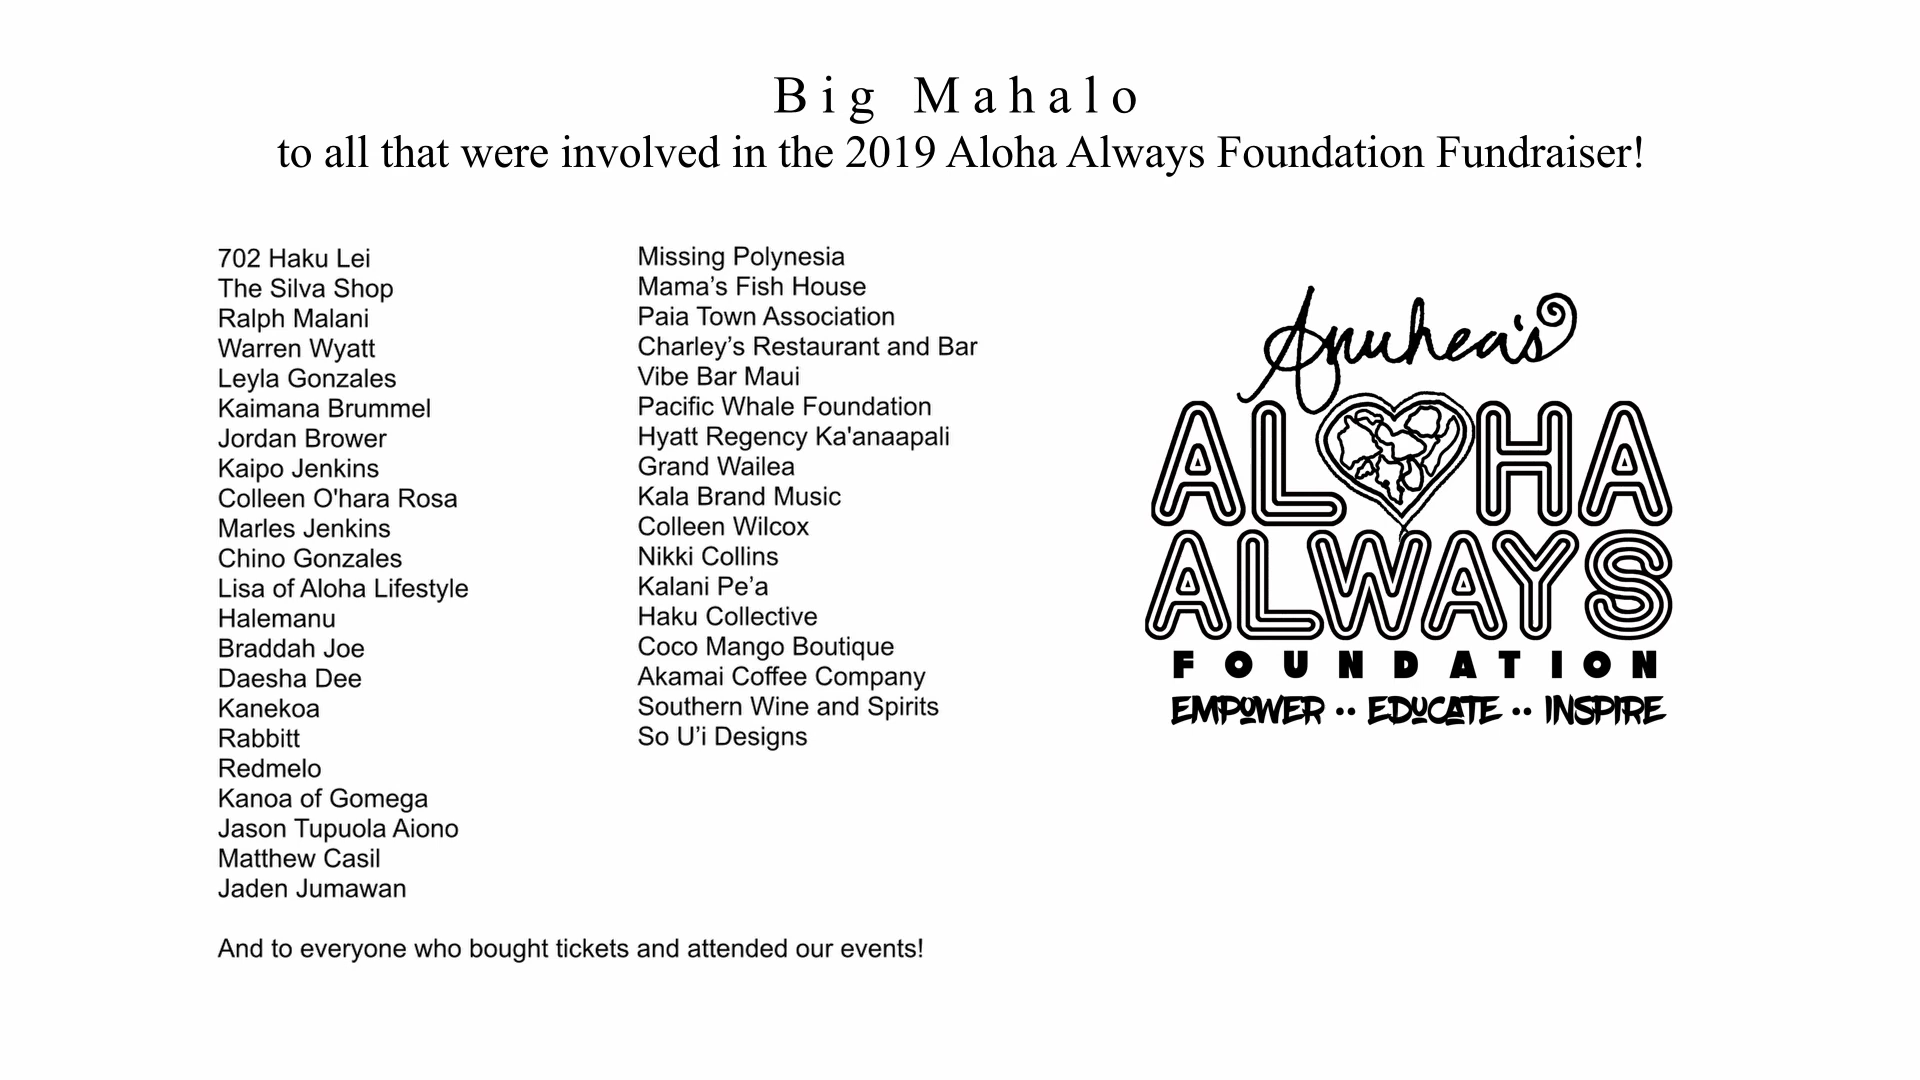 Big Mahalo
to all that were involved in the 2019 Aloha Always Foundation Fundraiser!
702 Haku Lei
The Silva Shop
Ralph Malani
Warren Wyatt
Leyla Gonzales
Kaimana Brummel
Jordan Brower
Kaipo Jenkins
Colleen O'hara Rosa
Marles Jenkins
Chino Gonzales
Lisa of Aloha Lifestyle
Halemanu
Braddah Joe
Daesha Dee
Kanekoa
Rabbitt
Redmelo
Kanoa of Gomega
Jason Tupuola Aiono
Matthew Casil
Jaden Jumawan
And to everyone who bought tickets and attended our events!
Missing Polynesia
Mama’s Fish House
Paia Town Association
Charley’s Restaurant and Bar
Vibe Bar Maui
Pacific Whale Foundation
Hyatt Regency Ka'anaapali
Grand Wailea
Kala Brand Music
Colleen Wilcox
Nikki Collins
Kalani Pe’a
Haku Collective
Coco Mango Boutique
Akamai Coffee Company
Southern Wine and Spirits
So U’i Designs
Anuhea's
ALOHA
ALWAYS
FOUNDATION
EMPOWER •• EDUCATE •• INSPIRE